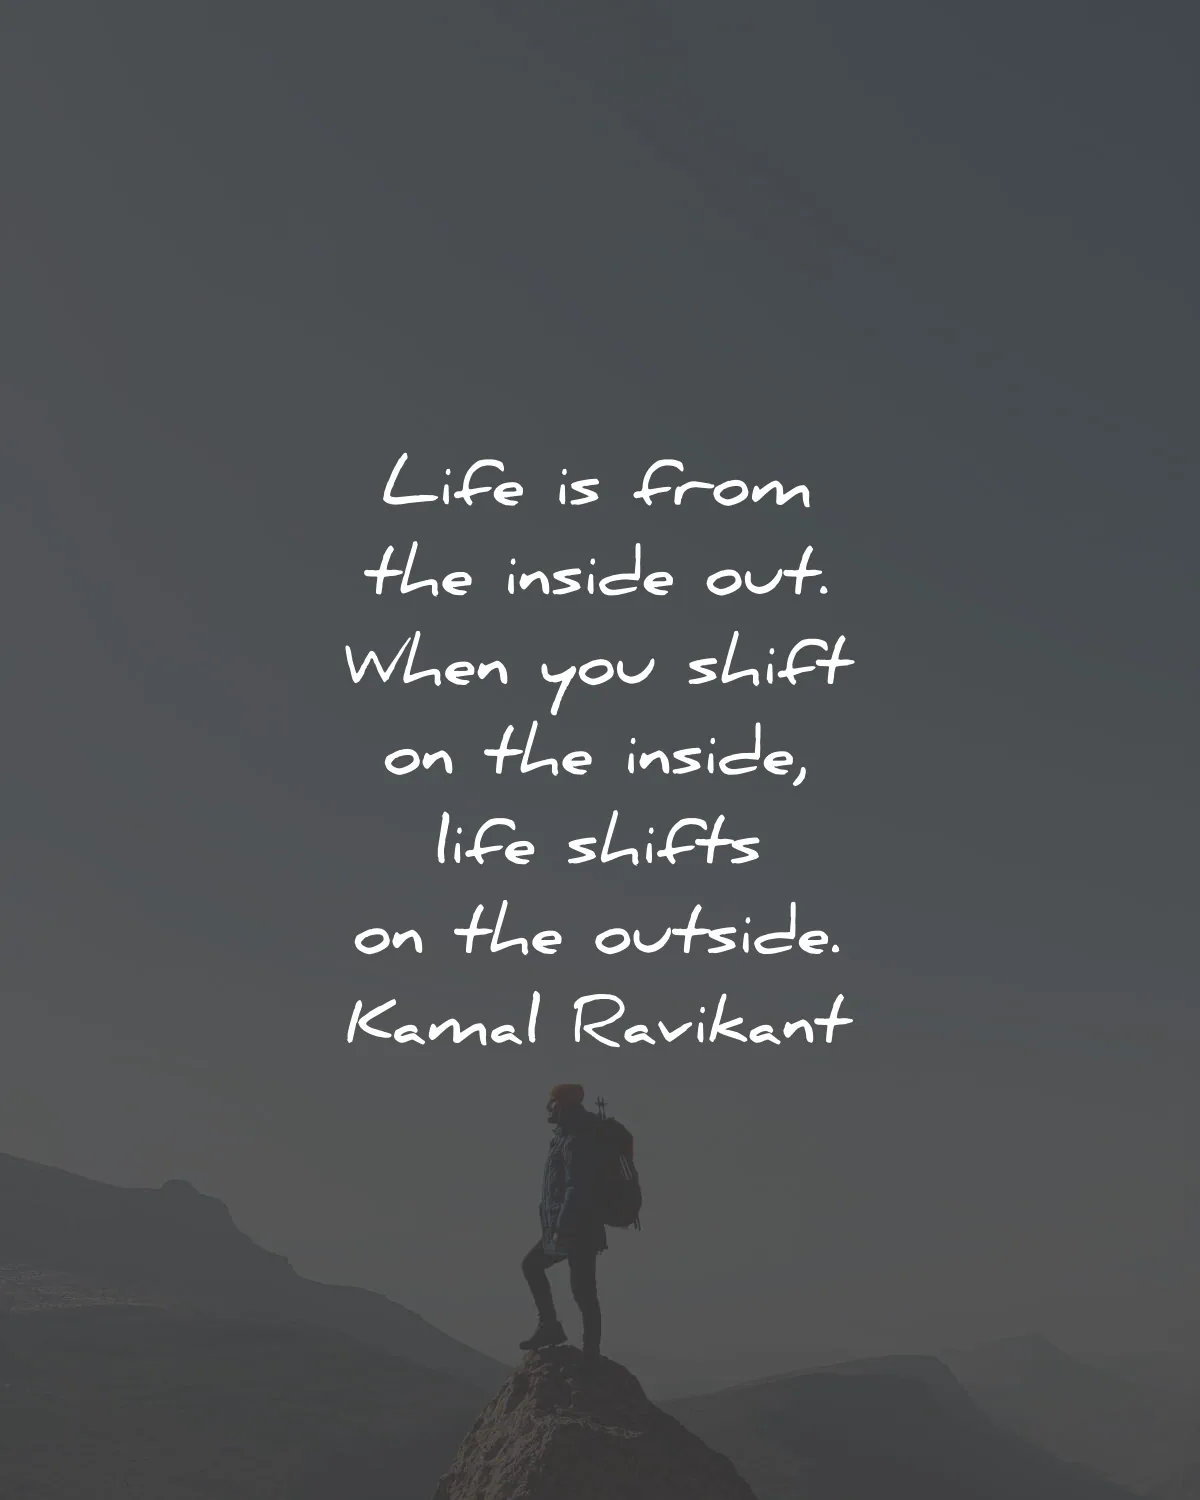 Life is from
the inside out.
When you shift
on the inside,
life shifts
on the outside.
Kamal Ravikant